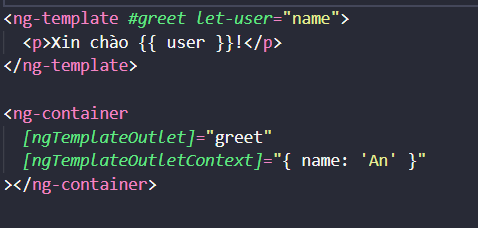 <ng-template #greet let-user="name">
  <p>Xin chào {{ user }}!</p>
</ng-template>

<ng-container
  [ngTemplateOutlet]="greet"
  [ngTemplateOutletContext]="{ name: 'An' }"
></ng-container>